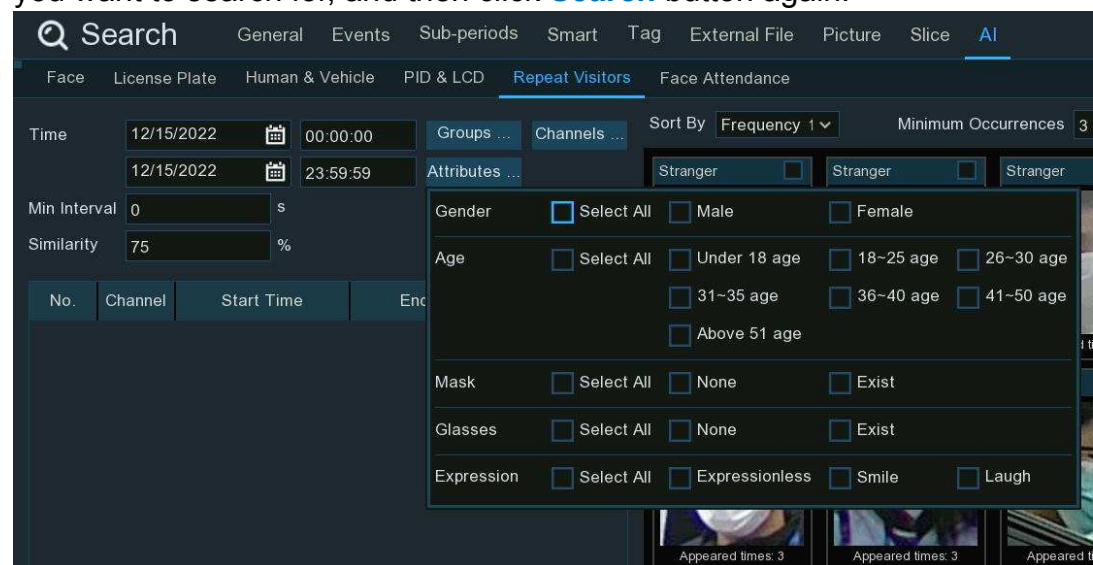 you want to search for, and then click Search button again.
Search General Events Sub-periods Smart Tag External File Picture Slice AI
Face License Plate Human & Vehicle PID & LCD Repeat Visitors Face Attendance
Time 12/15/2022 00:00:00 Groups ... Channels ... Sort By Frequency Minimum Occurrences 3
12/15/2022 23:59:59 Attributes ... Stranger Stranger Stranger
Min Interval 0 s Gender Select All Male Female
Similarity 75 % Age Select All Under 18 age 18~25 age 26~30 age
No. Channel Start Time 31~35 age 36~40 age 41~50 age
Above 51 age
Mask Select All None Exist
Glasses Select All None Exist
Expression Select All Expressionless Smile Laugh
Appeared times: 3 Appeared times: 3 Appeared